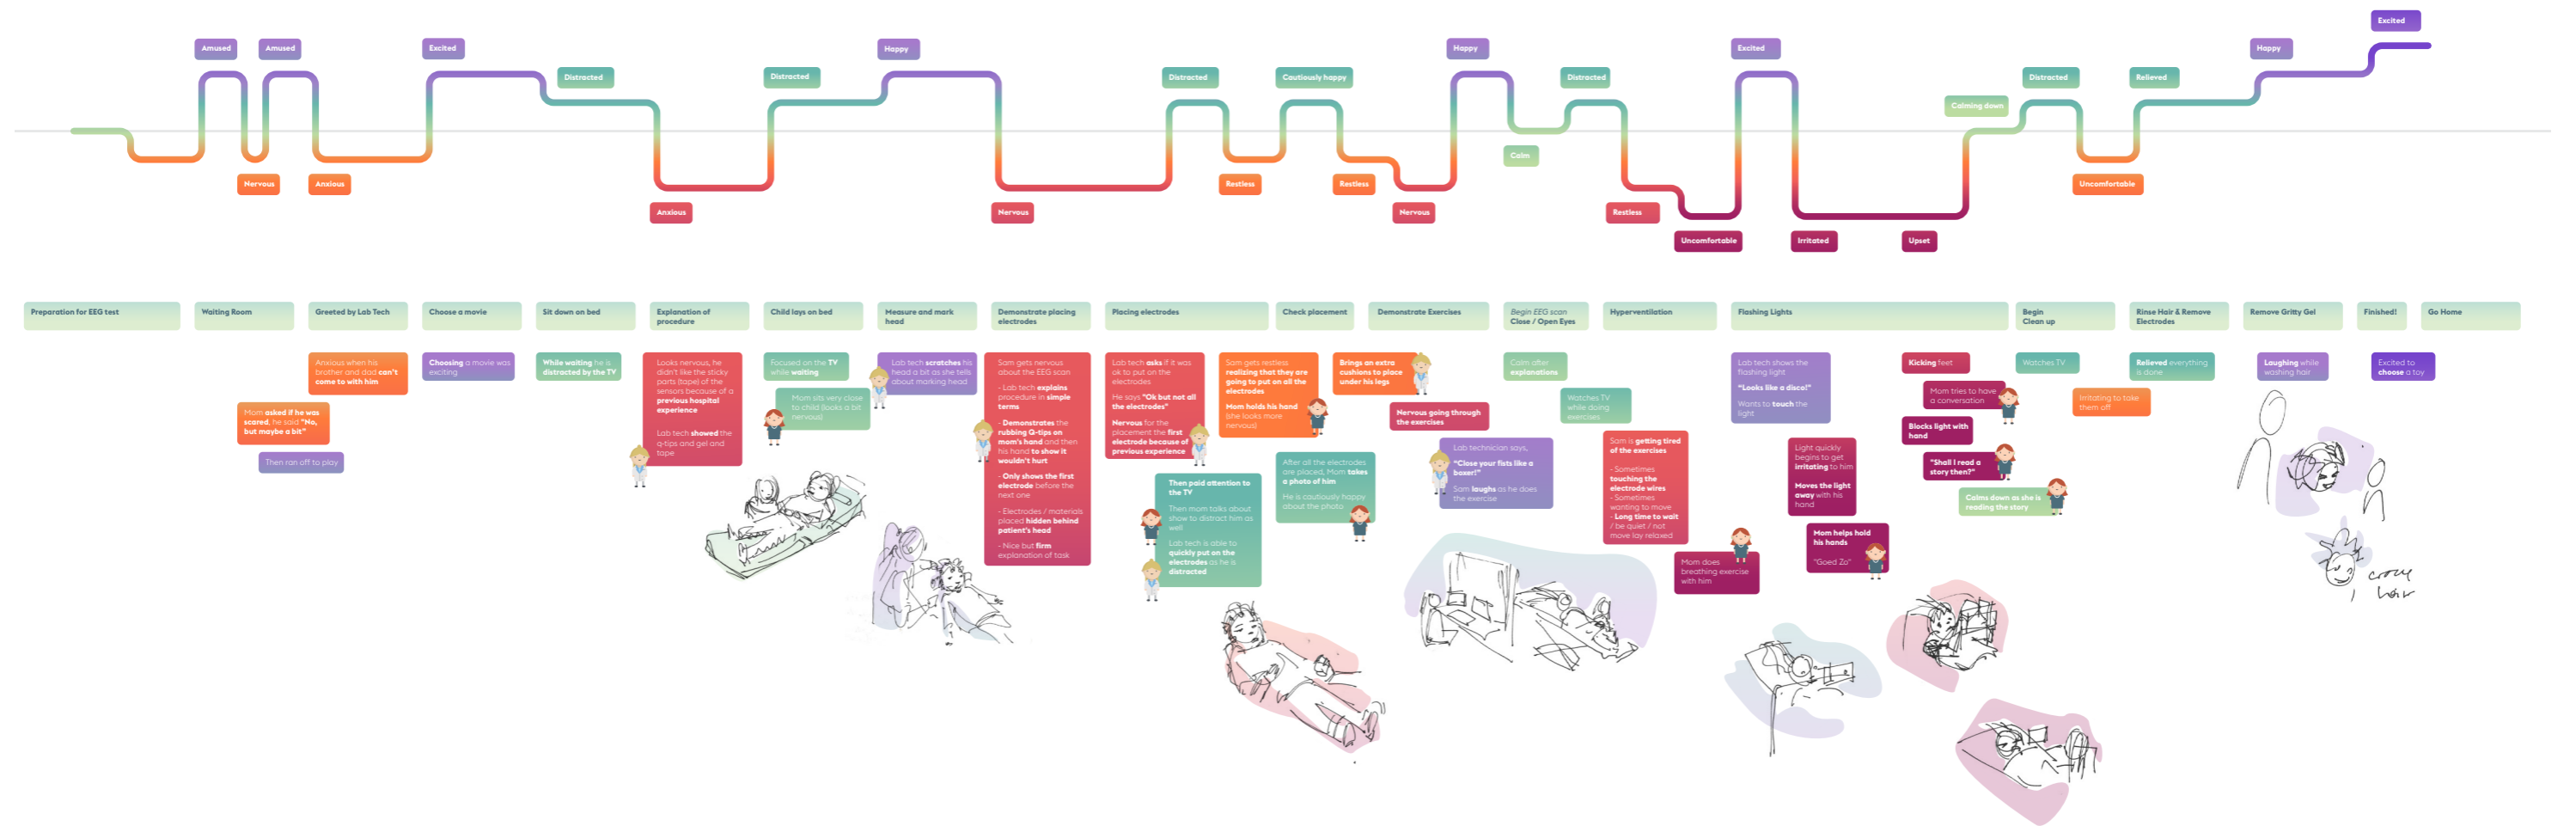 Excited
Amused
Amused
Excited
Happy
Happy
Excited
Happy
Distracted
Distracted
Distracted
Cautiously happy
Distracted
Distracted
Relieved
Calming down
Calm
Nervous
Anxious
Restless
Restless
Uncomfortable
Anxious
Nervous
Nervous
Restless
Uncomfortable
Irritated
Upset
Preparation for EEG test
Waiting Room
Greeted by Lab Tech
Choose a movie
Sit down on bed
Explanation of
procedure
Child lays on bed
Measure and mark
head
Demonstrate placing
electrodes
Placing electrodes
Check placement
Demonstrate Exercises
Begin EEG scan
Close / Open Eyes
Hyperventilation
Flashing Lights
Begin
Clean up
Rinse Hair & Remove
Electrodes
Remove Gritty Gel
Finished!
Go Home
Mom asked if he was
scared, he said "No,
but maybe a bit"
Then ran off to play
Anxious when his
brother and dad can't
come to with him
Choosing a movie was
exciting
While waiting he is
distracted by the TV
Looks nervous, he
didn't like the sticky
parts (tape) of the
sensors because of a
previous hospital
experience
Lab tech showed the
q-tips and gel and
tape
Focused on the TV
while waiting
Mom sits very close
to child (looks a bit
nervous)
Lab tech scratches his
head a bit as she tells
about marking head
Sam gets nervous
about the EEG scan
- Lab tech explains
procedure in simple
terms
- Demonstrates the
rubbing Q-tips on
mom's hand and then
his hand to show it
wouldn't hurt
- Only shows the first
electrode before the
next one
- Electrodes / materials
placed hidden behind
patient's head
- Nice but firm
explanation of task
Lab tech asks if it was
ok to put on the
electrodes
He says "Ok but not all
the electrodes"
Nervous for the
placement the first
electrode because of
previous experience
Then paid attention to
the TV
Then mom talks about
show to distract him as
well
Lab tech is able to
quickly put on the
electrodes as he is
distracted
Sam gets restless
realizing that they are
going to put on all the
electrodes
Mom holds his hand
(she looks more
nervous)
After all the electrodes
are placed, Mom takes
a photo of him
He is cautiously happy
about the photo
Brings an extra
cushions to place
under his legs
Nervous going through
the exercises
Lab technician says,
"Close your fists like a
boxer!"
Sam laughs as he does
the exercise
Calm after
explanations
Watches TV
while doing
exercises
Sam is getting tired
of the exercises
- Sometimes
touching the
electrode wires
- Sometimes
wanting to move
- Long time to wait
/ be quiet / not
move lay relaxed
Mom does
breathing exercise
with him
Lab tech shows the
flashing light
"Looks like a disco!"
Wants to touch the
light
Light quickly
begins to get
irritating to him
Moves the light
away with his
hand
Mom helps hold
his hands
"Goed Zo"
Kicking feet
Mom tries to have
a conversation
Blocks light with
hand
"Shall I read a
story then?"
Calms down as she is
reading the story
Watches TV
Irritating to take
them off
Relieved everything
is done
Laughing while
washing hair
Excited to
choose a toy
crazy
hair